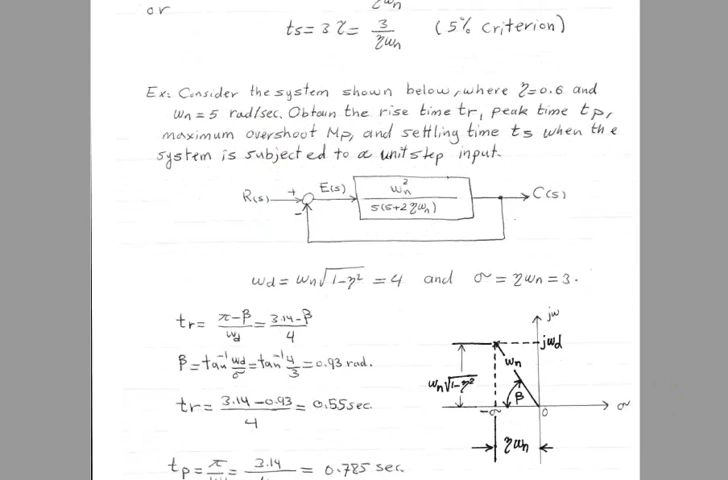 or
ts = 3τ = 3/ζωn (5% criterion)
Ex: Consider the system shown below, where ζ=0.6 and
ωn = 5 rad/sec. Obtain the rise time tr, peak time tp,
maximum overshoot Mp, and settling time ts when the
system is subjected to a unit step input.
R(s) + − E(s) ωn²/s(s+2ζωn) C(s)
ωd = ωn√1−ζ² = 4 and σ = ζωn = 3.
tr = π−β/ωd = 3.14−β/4
β = tan⁻¹ ωd/σ = tan⁻¹ 4/3 = 0.93 rad.
tr = 3.14−0.93/4 = 0.55 sec.
tp = π/ = 3.14/ = 0.785 sec.
jω
jωd
ωn
ωn√1−ζ²
β
−σ 0 σ
ζωn